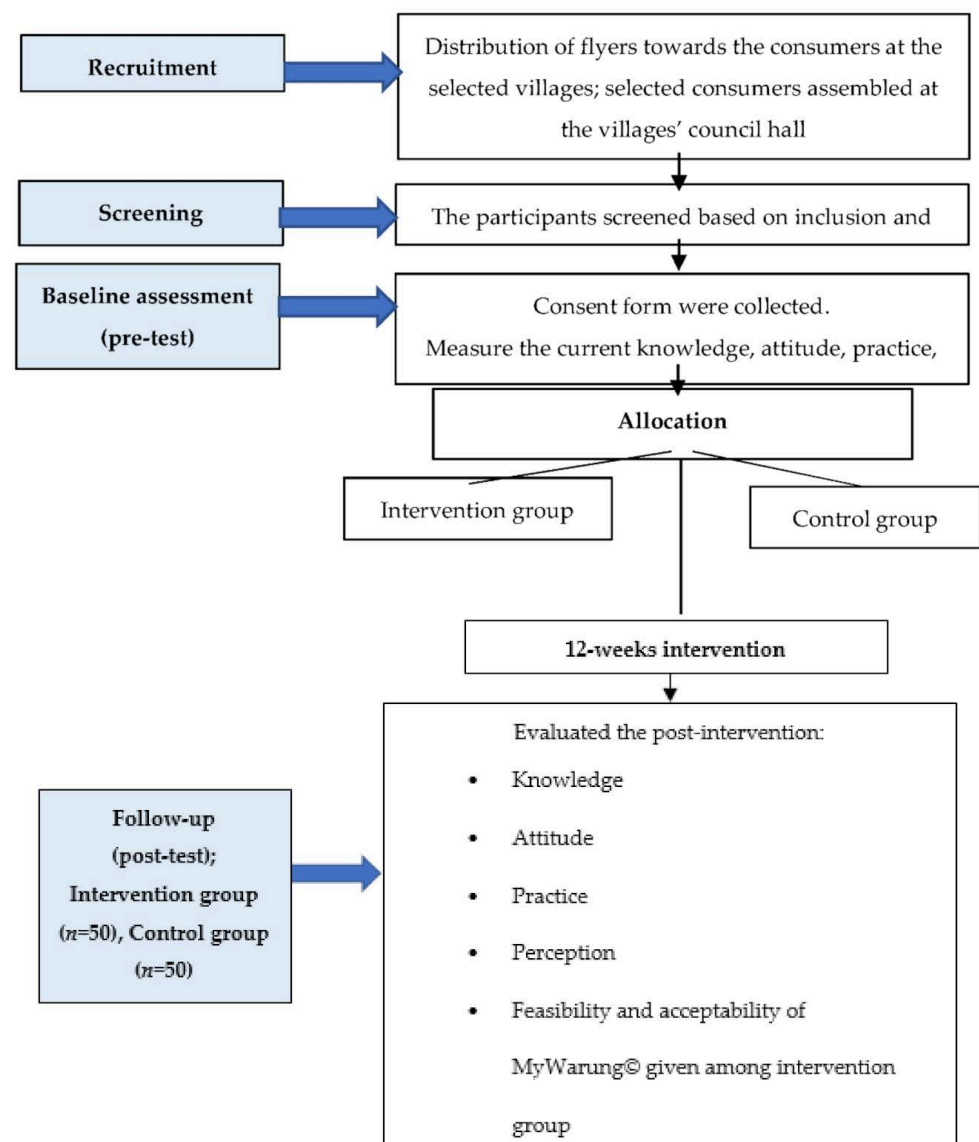 Recruitment
Distribution of flyers towards the consumers at the
selected villages; selected consumers assembled at
the villages’ council hall
Screening
The participants screened based on inclusion and
Baseline assessment
(pre-test)
Consent form were collected.
Measure the current knowledge, attitude, practice,
Allocation
Intervention group
Control group
12-weeks intervention
Follow-up
(post-test);
Intervention group
(n=50), Control group
(n=50)
Evaluated the post-intervention:
• Knowledge
• Attitude
• Practice
• Perception
• Feasibility and acceptability of
MyWarung© given among intervention
group